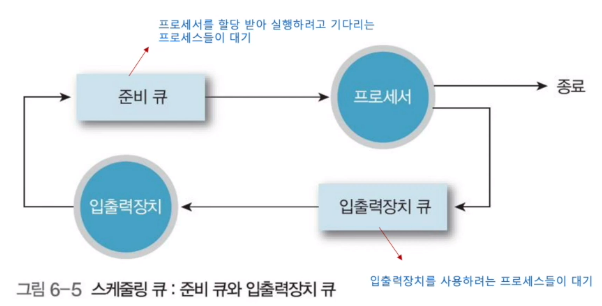 프로세서를 할당 받아 실행하려고 기다리는
프로세스들이 대기
준비 큐
프로세서
종료
입출력장치
입출력장치 큐
입출력장치를 사용하려는 프로세스들이 대기
그림 6-5 스케줄링 큐 : 준비 큐와 입출력장치 큐